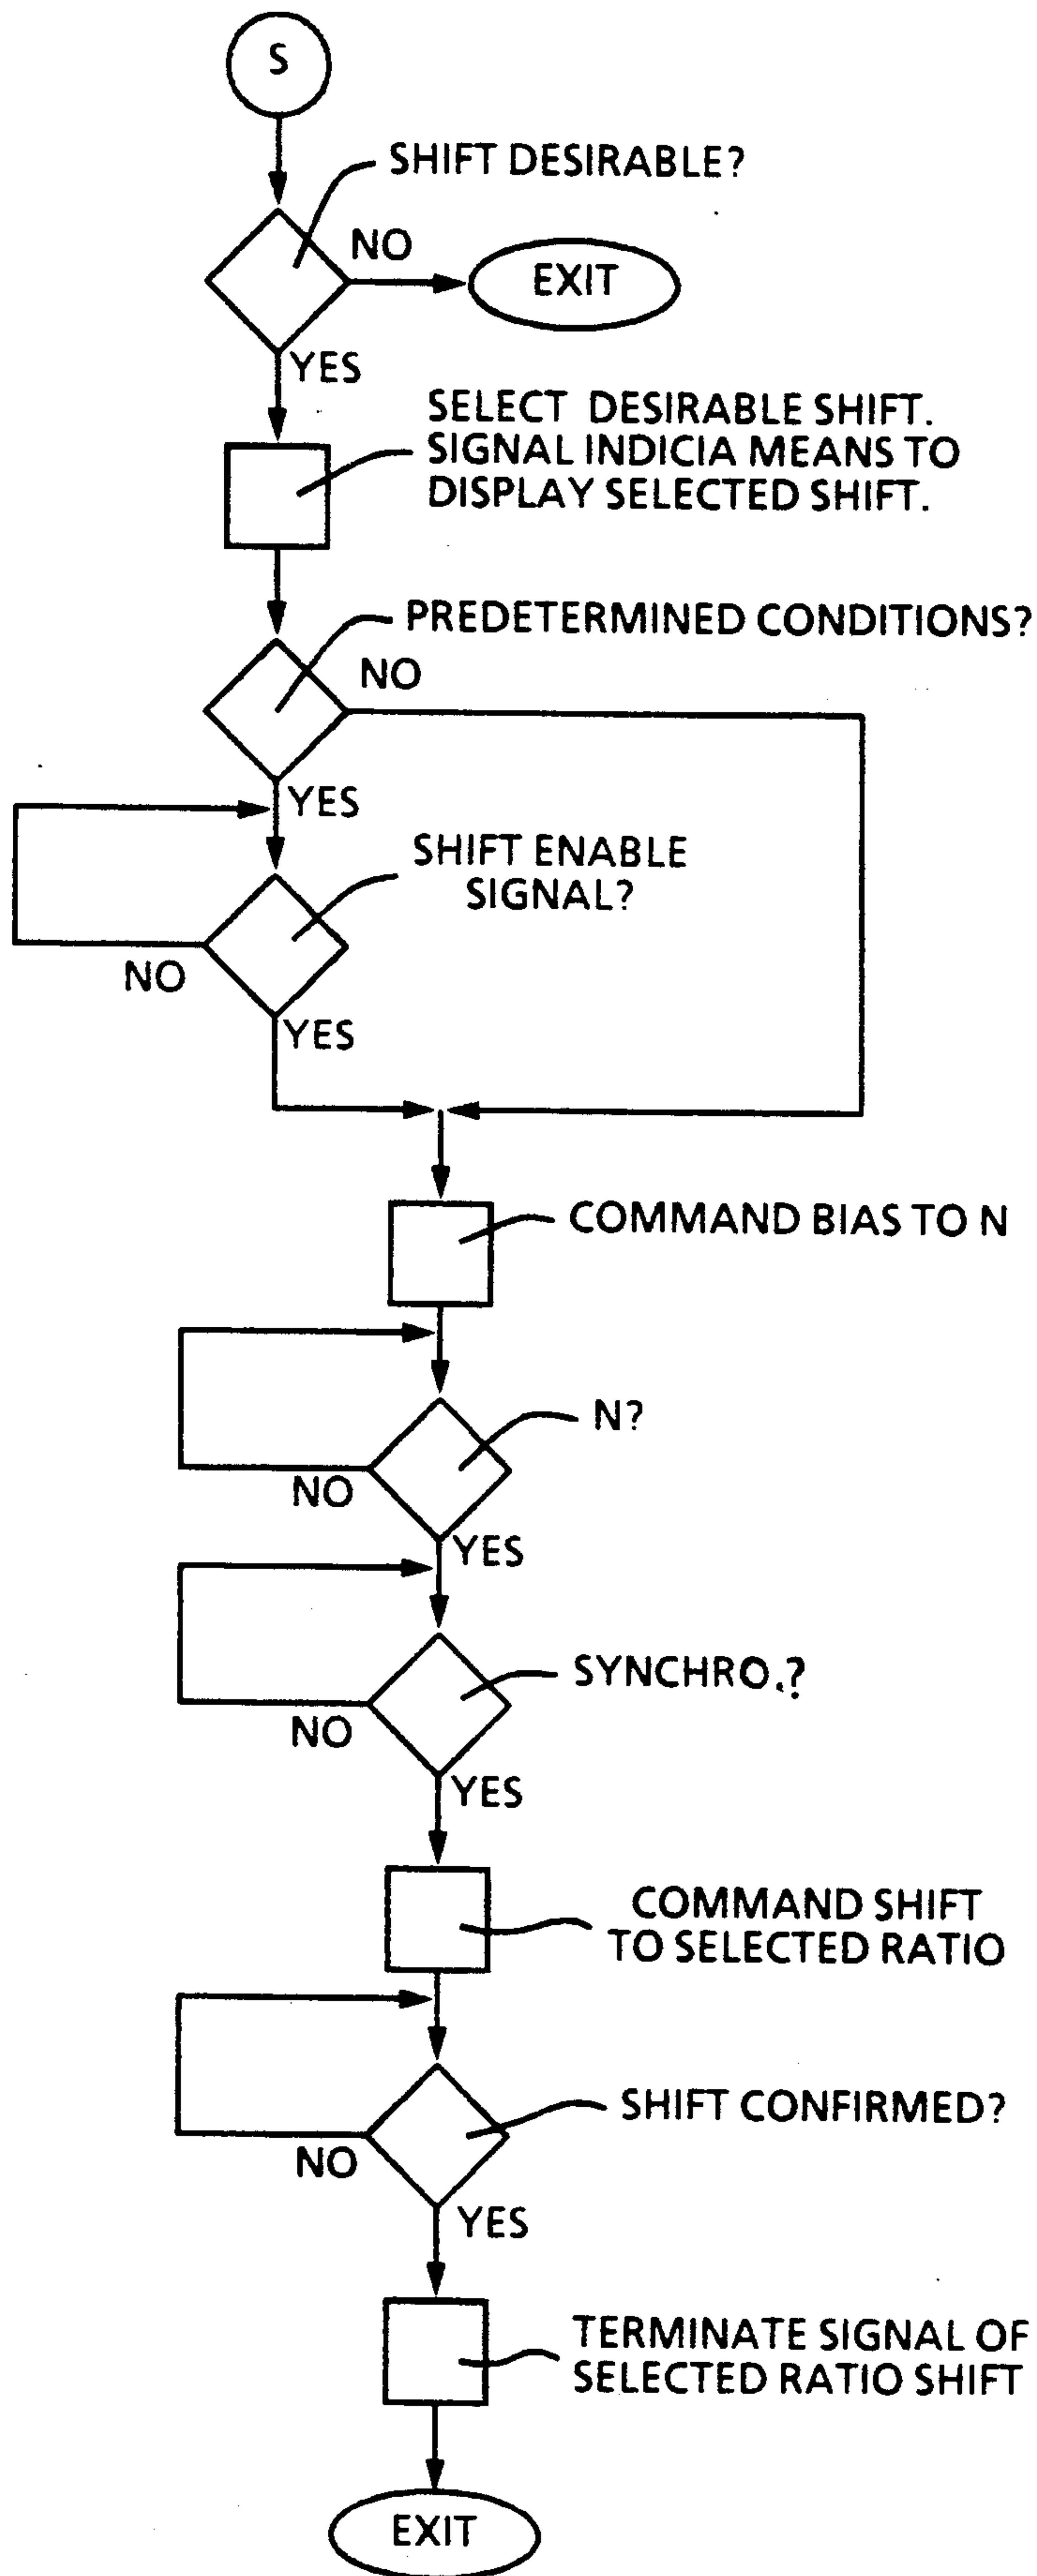 S
SHIFT DESIRABLE?
NO
EXIT
YES
SELECT DESIRABLE SHIFT.
SIGNAL INDICIA MEANS TO
DISPLAY SELECTED SHIFT.
PREDETERMINED CONDITIONS?
NO
YES
SHIFT ENABLE
SIGNAL?
NO
YES
COMMAND BIAS TO N
N?
NO
YES
SYNCHRO.?
NO
YES
COMMAND SHIFT
TO SELECTED RATIO
SHIFT CONFIRMED?
NO
YES
TERMINATE SIGNAL OF
SELECTED RATIO SHIFT
EXIT